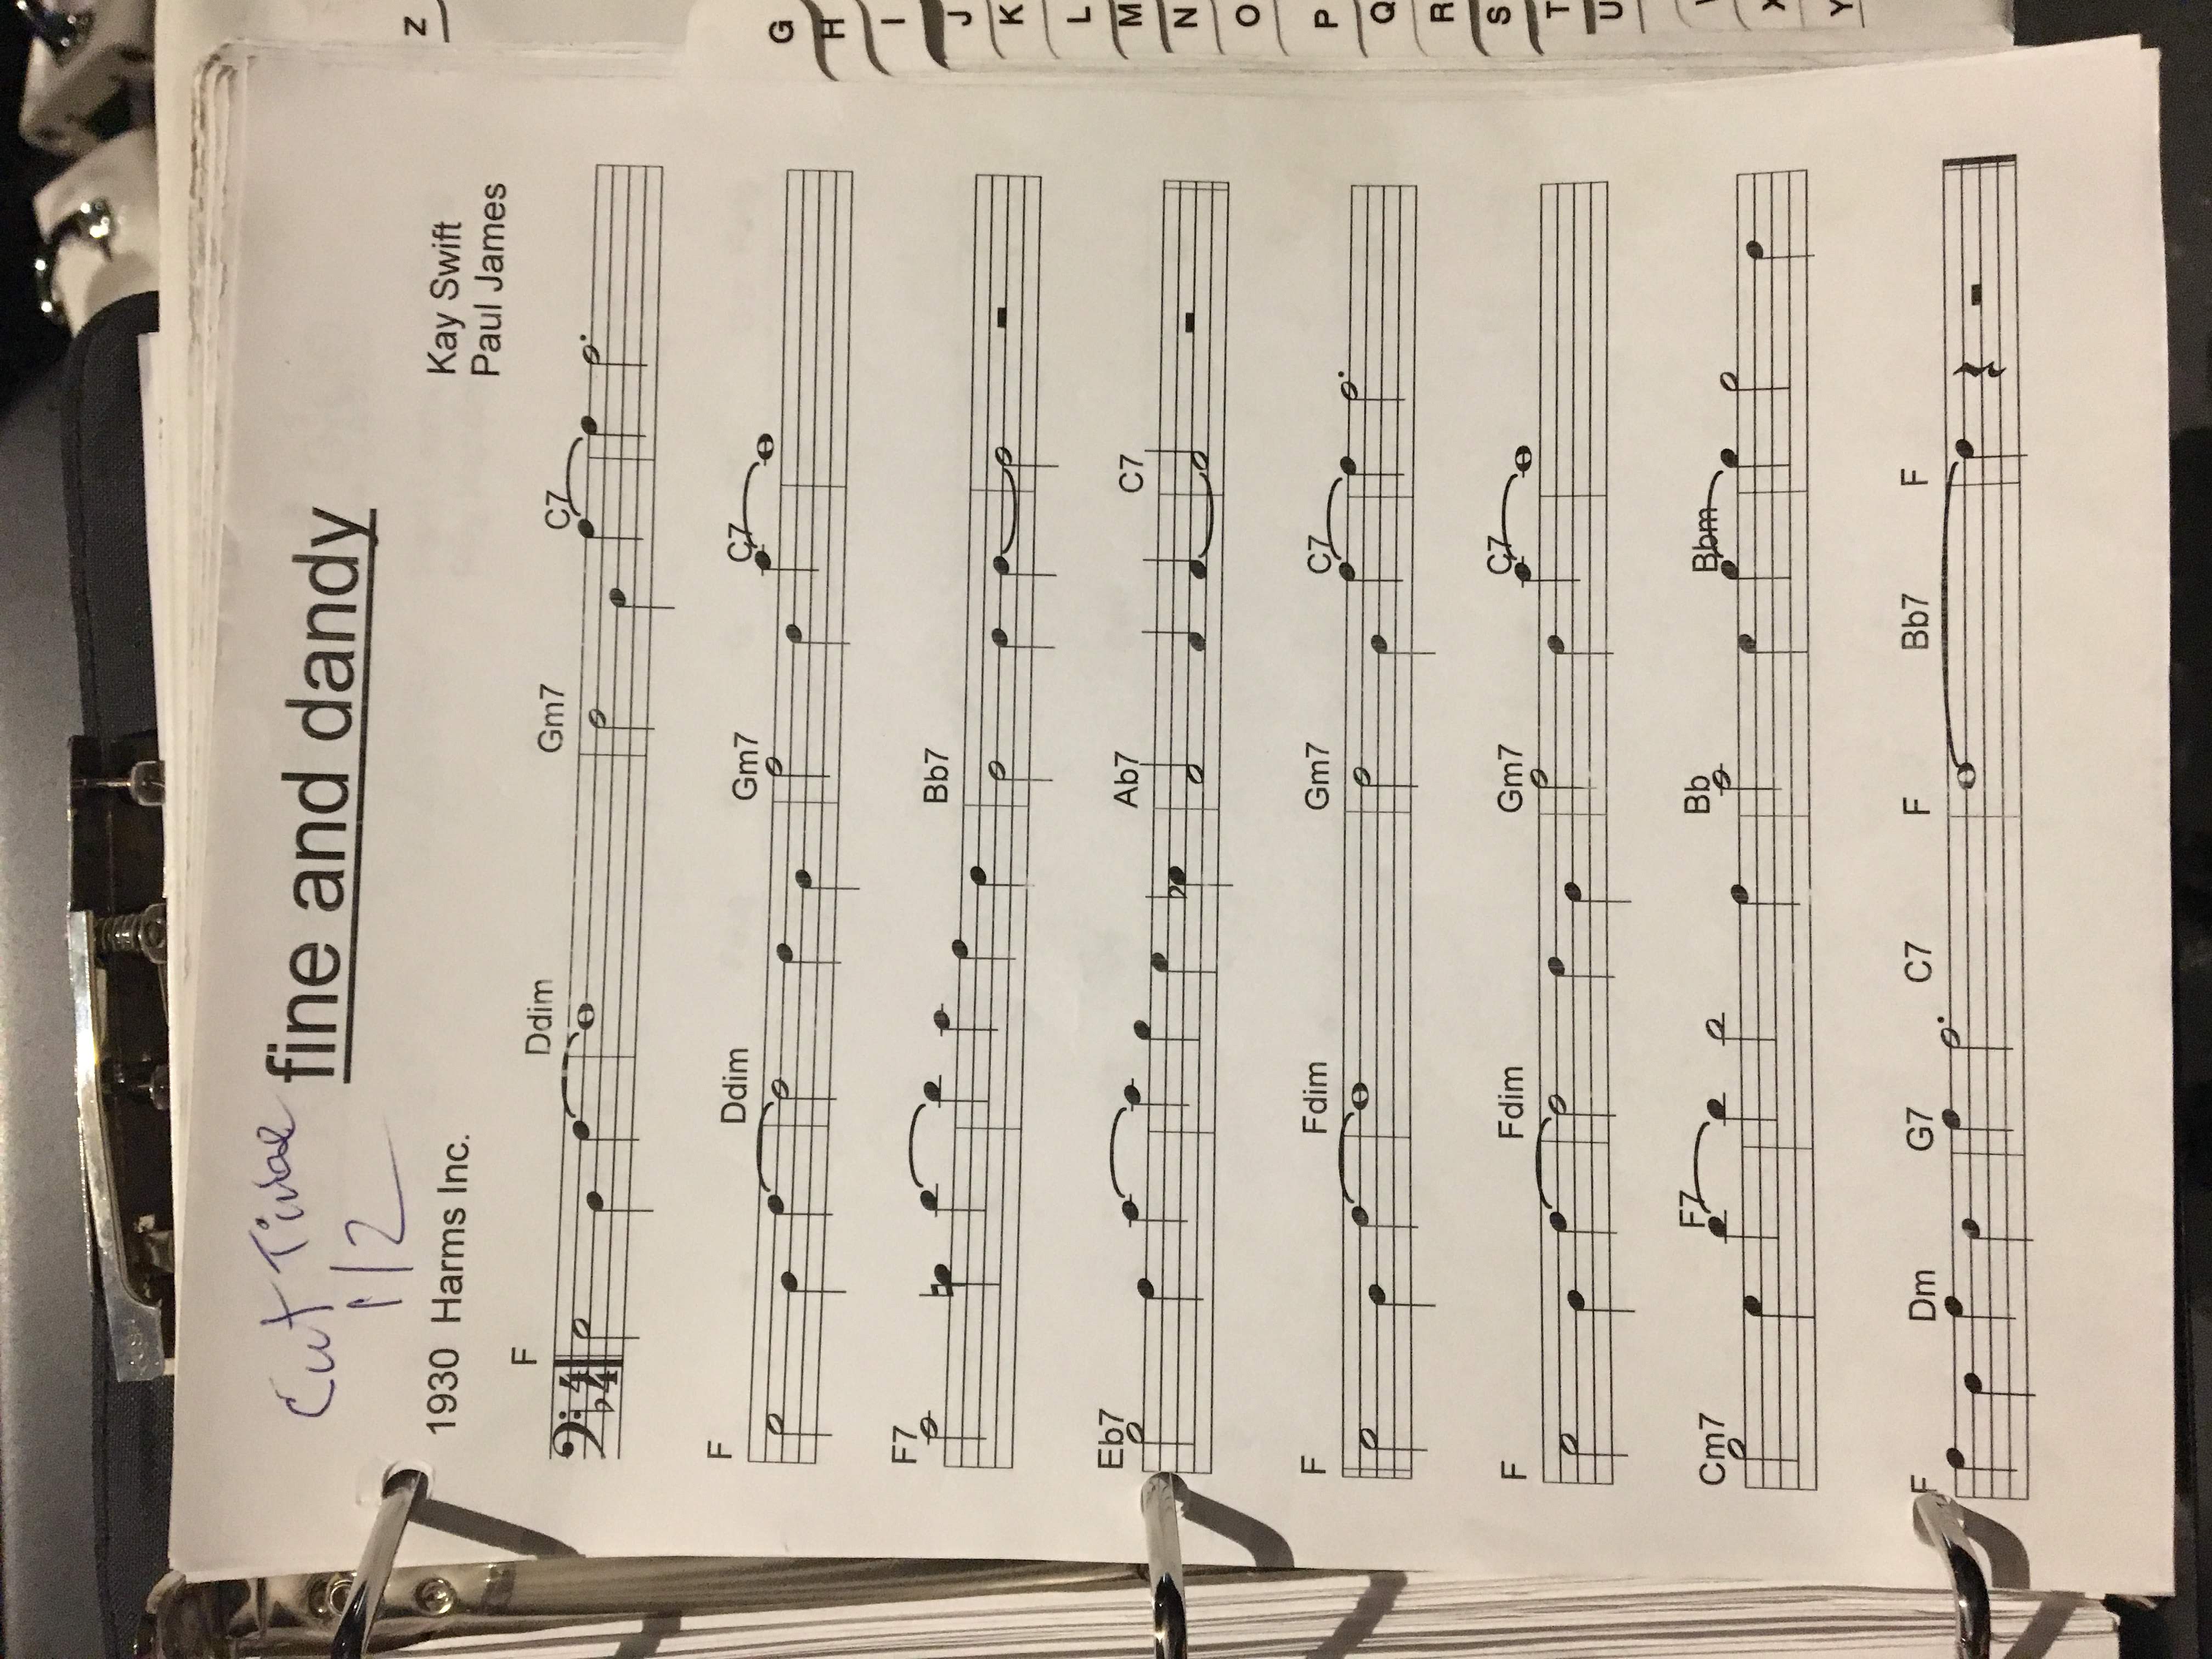 Cut Time
1/2
fine and dandy
1930 Harms Inc.
Kay Swift
Paul James
F Ddim Gm7 C7
4/4
F Ddim Gm7 C7
F7 Bb7
Eb7 Ab7 C7
F Fdim Gm7 C7
F Fdim Gm7 C7
Cm7 F7 Bb Bbm
F Dm G7 C7 F Bb7 F
Z
G
H
I
J
K
L
M
N
O
P
Q
R
S
T
U
X
Y